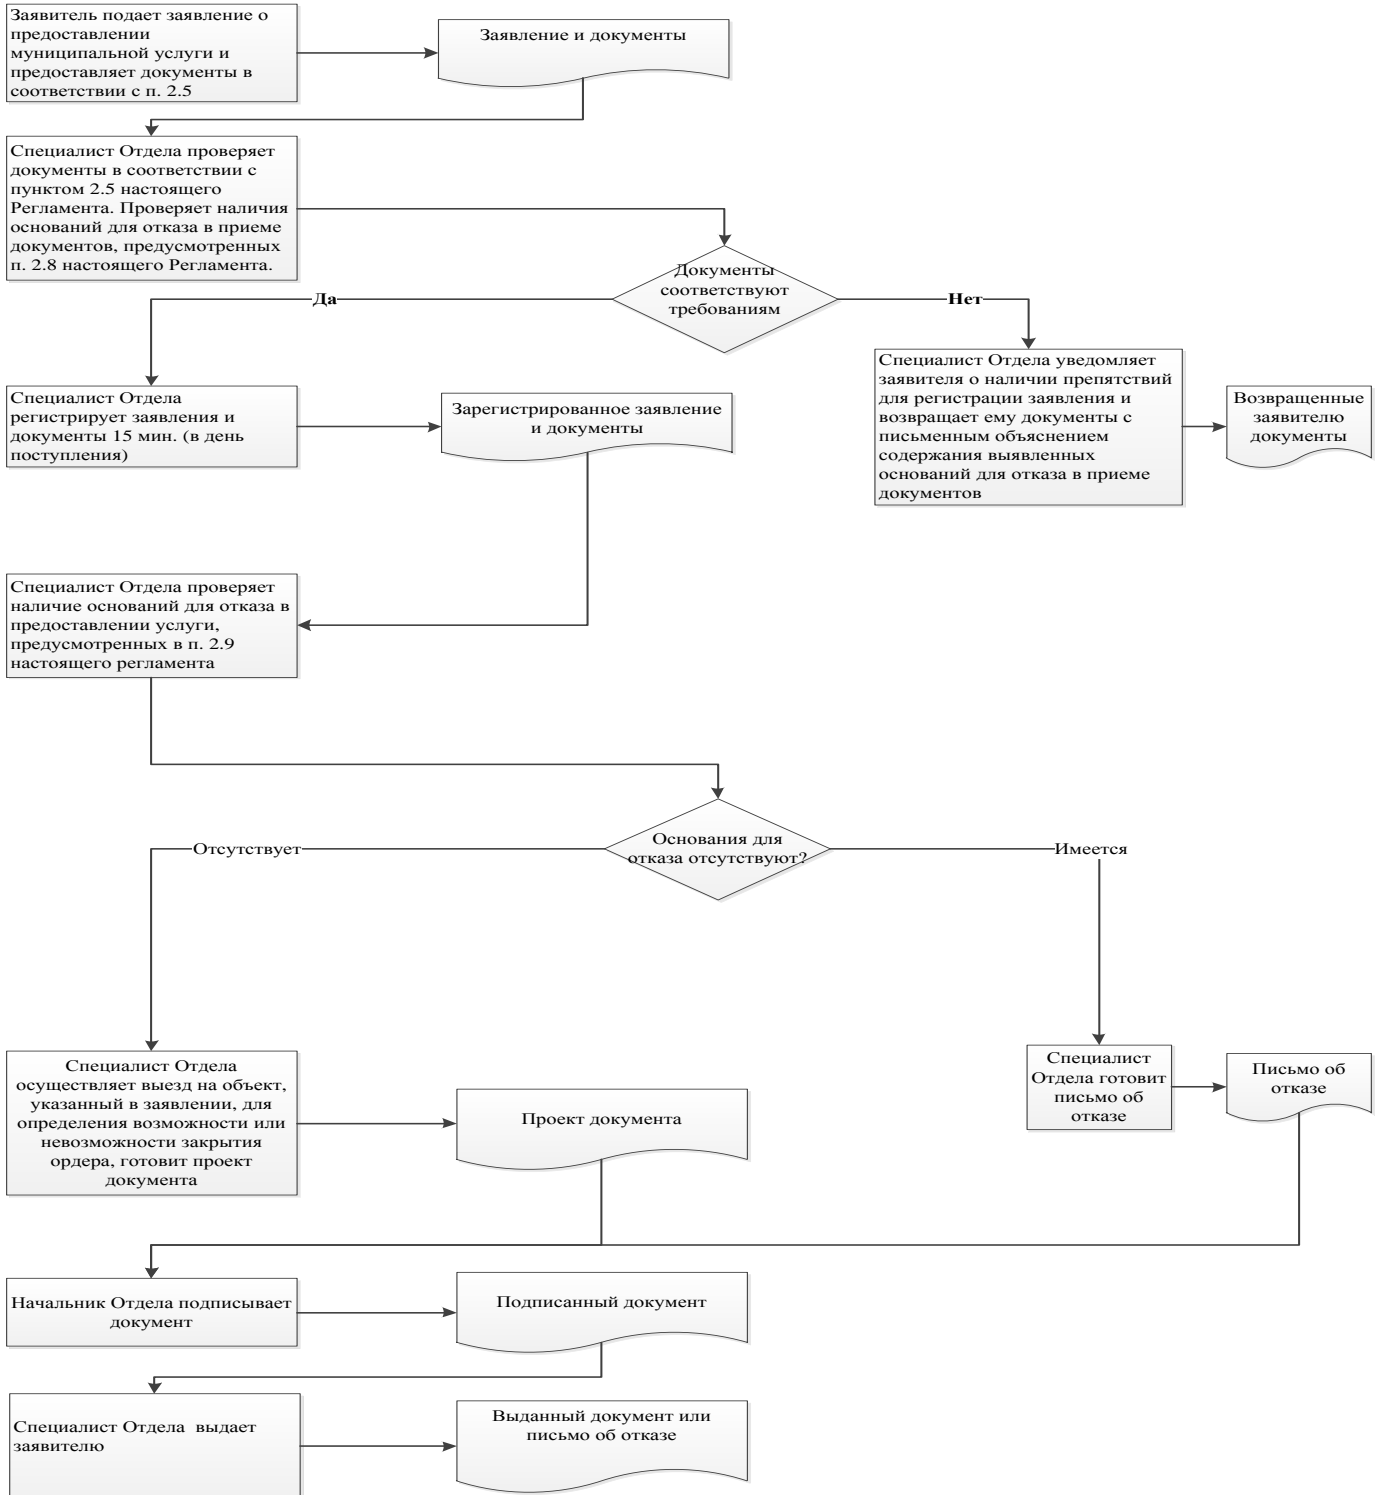 Заявитель подает заявление о
предоставлении
муниципальной услуги и
предоставляет документы в
соответствии с п. 2.5
Заявление и документы
Специалист Отдела проверяет
документы в соответствии с
пунктом 2.5 настоящего
Регламента. Проверяет наличия
оснований для отказа в приеме
документов, предусмотренных
п. 2.8 настоящего Регламента.
Документы
соответствуют
требованиям
Да
Нет
Специалист Отдела
регистрирует заявления и
документы 15 мин. (в день
поступления)
Зарегистрированное заявление
и документы
Специалист Отдела уведомляет
заявителя о наличии препятствий
для регистрации заявления и
возвращает ему документы с
письменным объяснением
содержания выявленных
оснований для отказа в приеме
документов
Возвращенные
заявителю
документы
Специалист Отдела проверяет
наличие оснований для отказа в
предоставлении услуги,
предусмотренных в п. 2.9
настоящего регламента
Основания для
отказа отсутствуют?
Отсутствует
Имеется
Специалист Отдела
осуществляет выезд на объект,
указанный в заявлении, для
определения возможности или
невозможности закрытия
ордера, готовит проект
документа
Проект документа
Специалист
Отдела готовит
письмо об
отказе
Письмо об
отказе
Начальник Отдела подписывает
документ
Подписанный документ
Специалист Отдела  выдает
заявителю
Выданный документ или
письмо об отказе